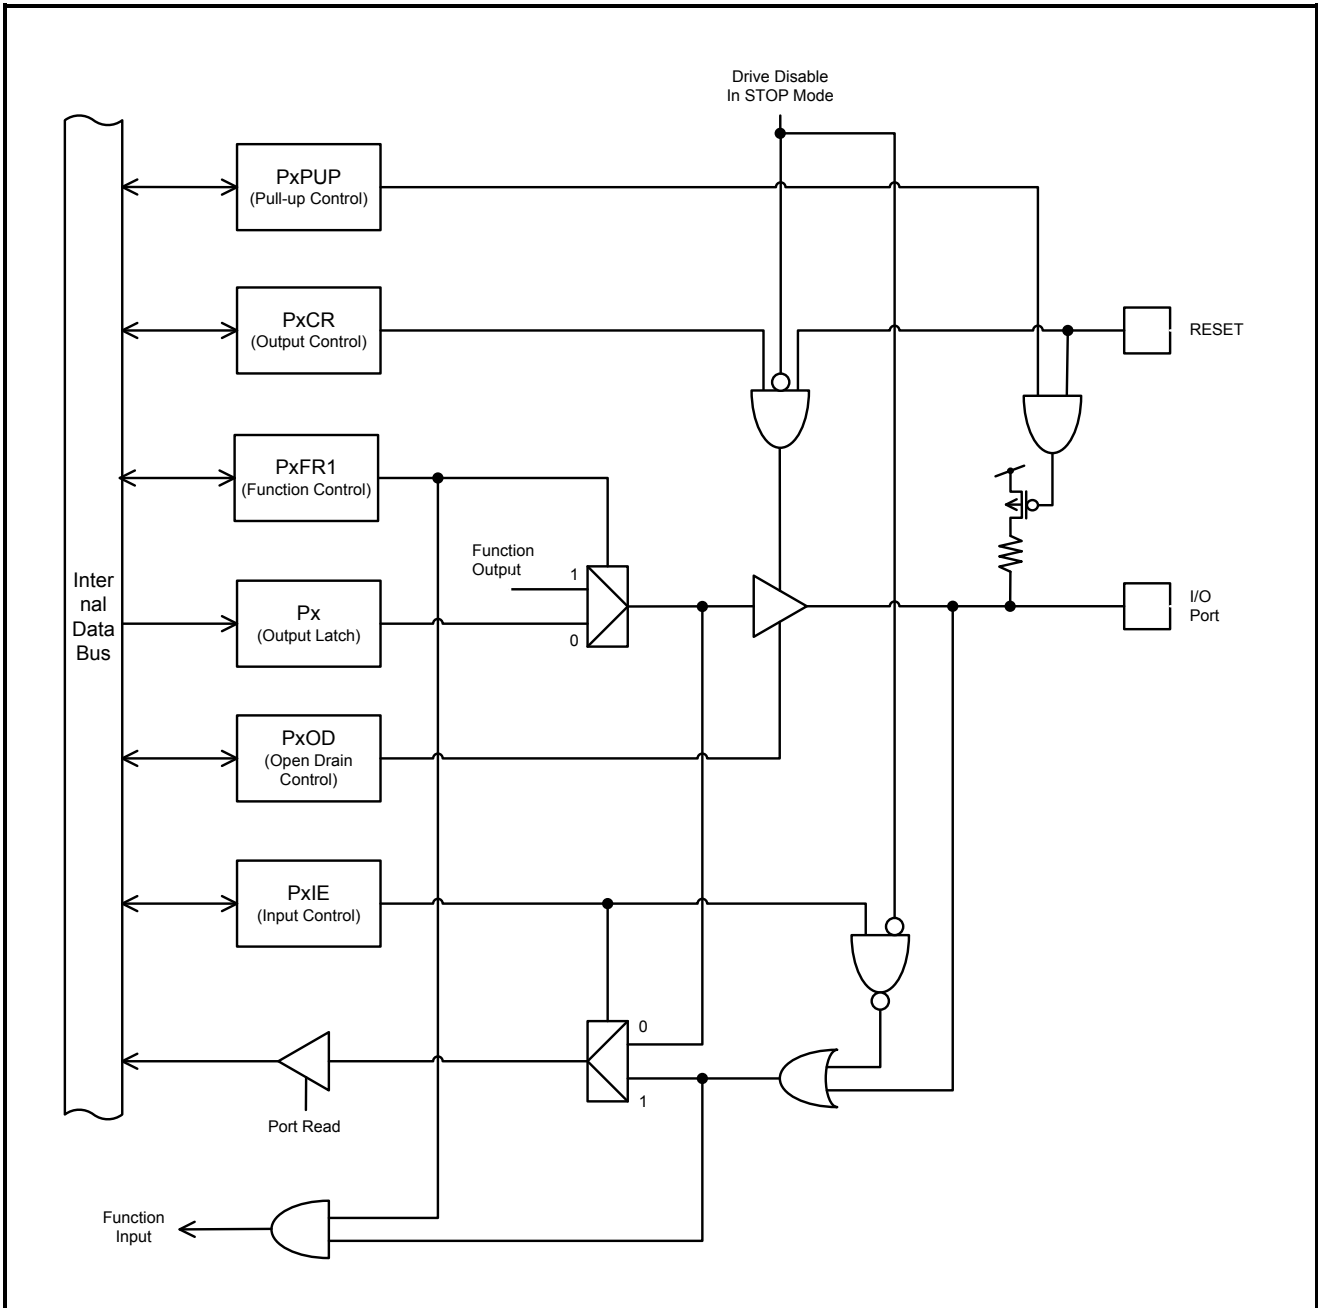 Drive Disable
In STOP Mode
PxPUP
(Pull-up Control)
PxCR
(Output Control)
RESET
PxFR1
(Function Control)
Function
Output
1
0
Inter
nal
Data
Bus
Px
(Output Latch)
I/O
Port
PxOD
(Open Drain
Control)
PxIE
(Input Control)
0
1
Port Read
Function
Input